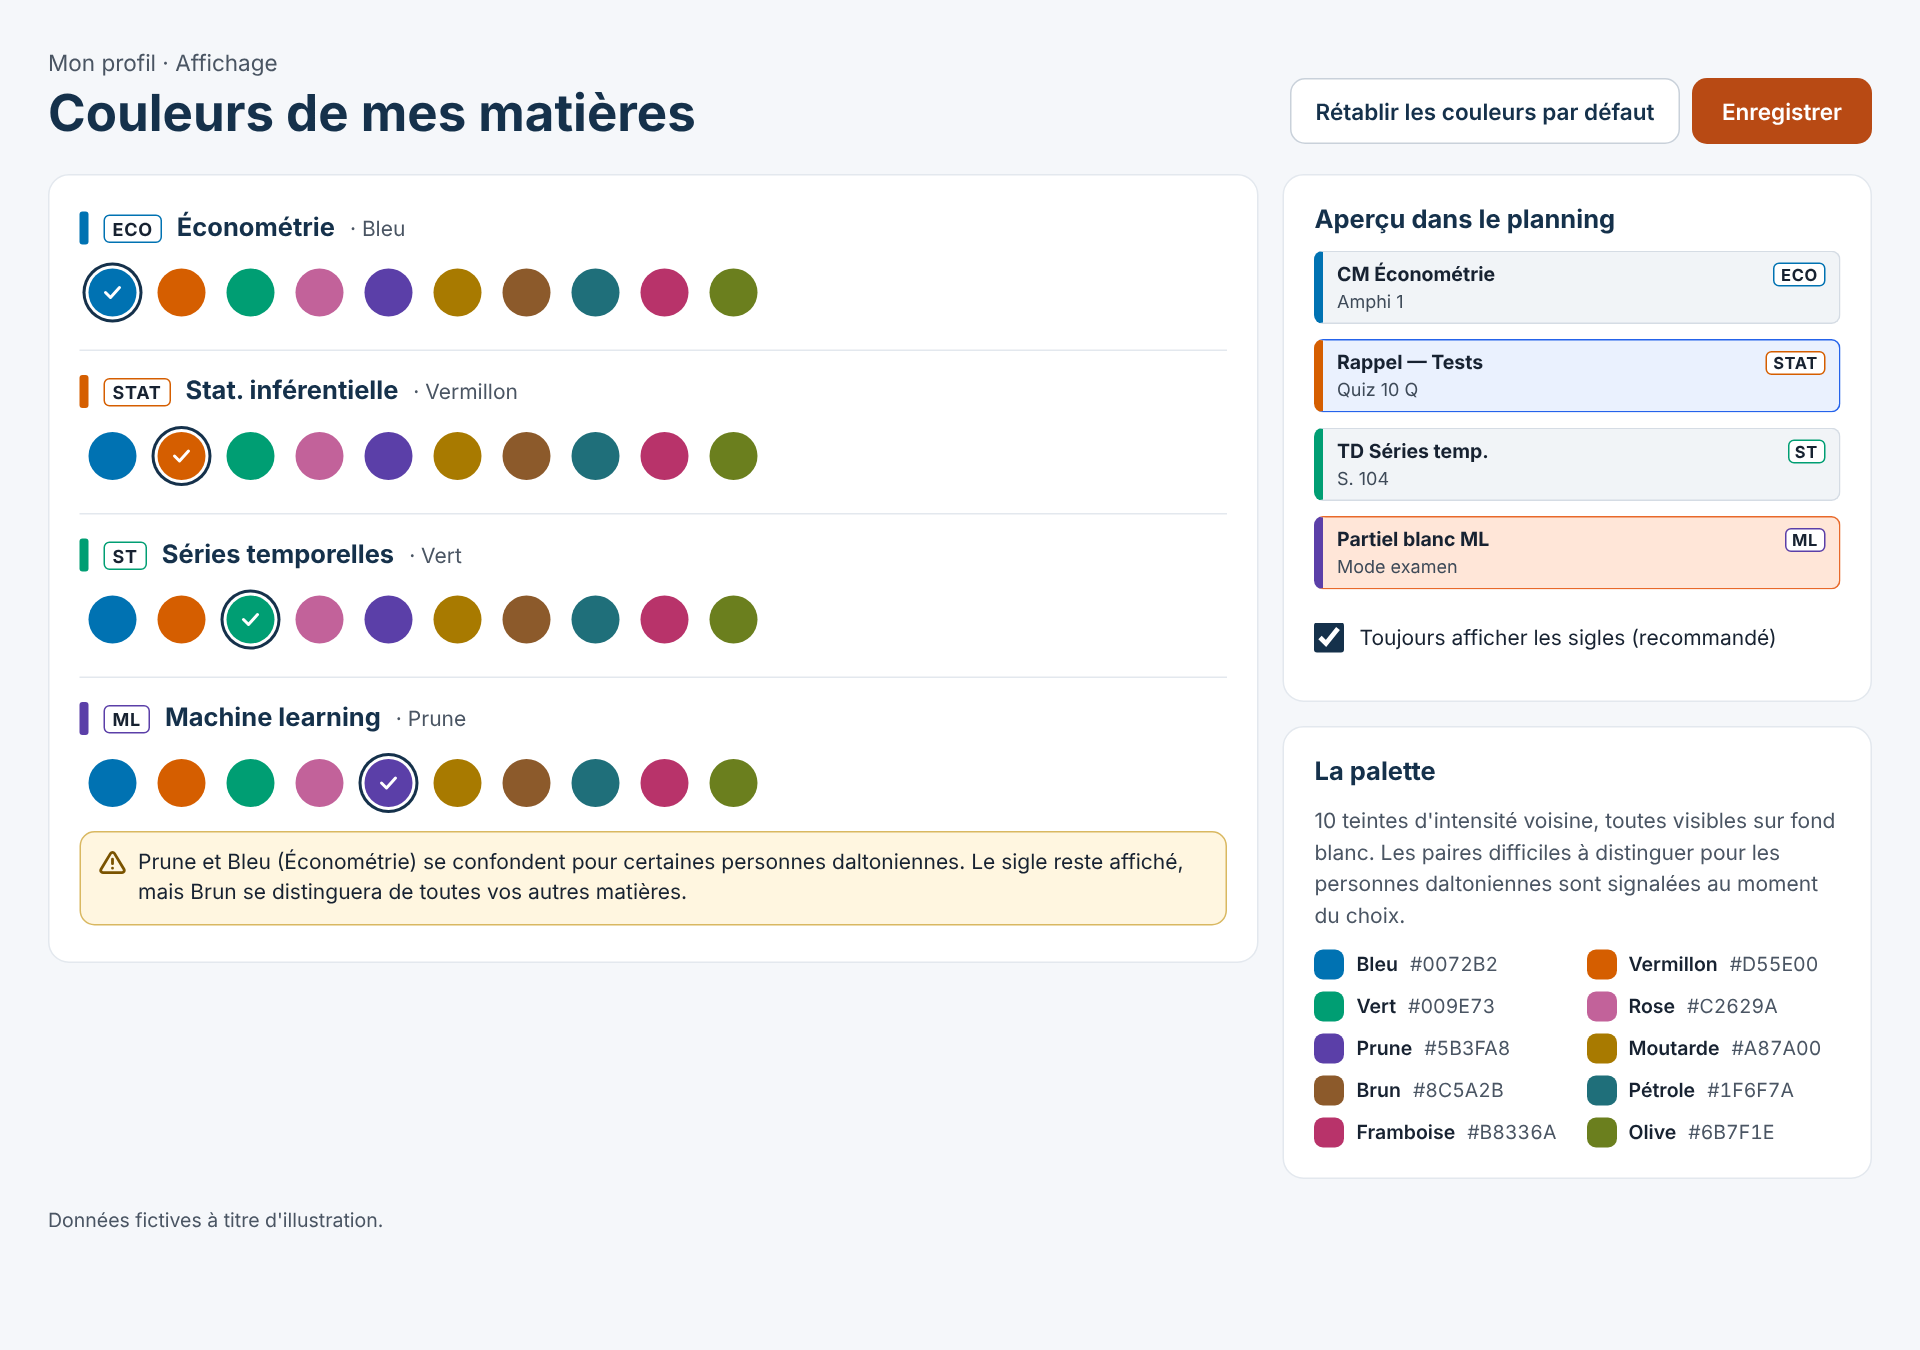 Mon profil · Affichage
Couleurs de mes matières
Rétablir les couleurs par défaut
Enregistrer
ECO Économétrie · Bleu
STAT Stat. inférentielle · Vermillon
ST Séries temporelles · Vert
ML Machine learning · Prune
Prune et Bleu (Économétrie) se confondent pour certaines personnes daltoniennes. Le sigle reste affiché,
mais Brun se distinguera de toutes vos autres matières.
Aperçu dans le planning
CM Économétrie ECO
Amphi 1
Rappel — Tests STAT
Quiz 10 Q
TD Séries temp. ST
S. 104
Partiel blanc ML ML
Mode examen
Toujours afficher les sigles (recommandé)
La palette
10 teintes d'intensité voisine, toutes visibles sur fond
blanc. Les paires difficiles à distinguer pour les
personnes daltoniennes sont signalées au moment
du choix.
Bleu #0072B2 Vermillon #D55E00
Vert #009E73 Rose #C2629A
Prune #5B3FA8 Moutarde #A87A00
Brun #8C5A2B Pétrole #1F6F7A
Framboise #B8336A Olive #6B7F1E
Données fictives à titre d'illustration.